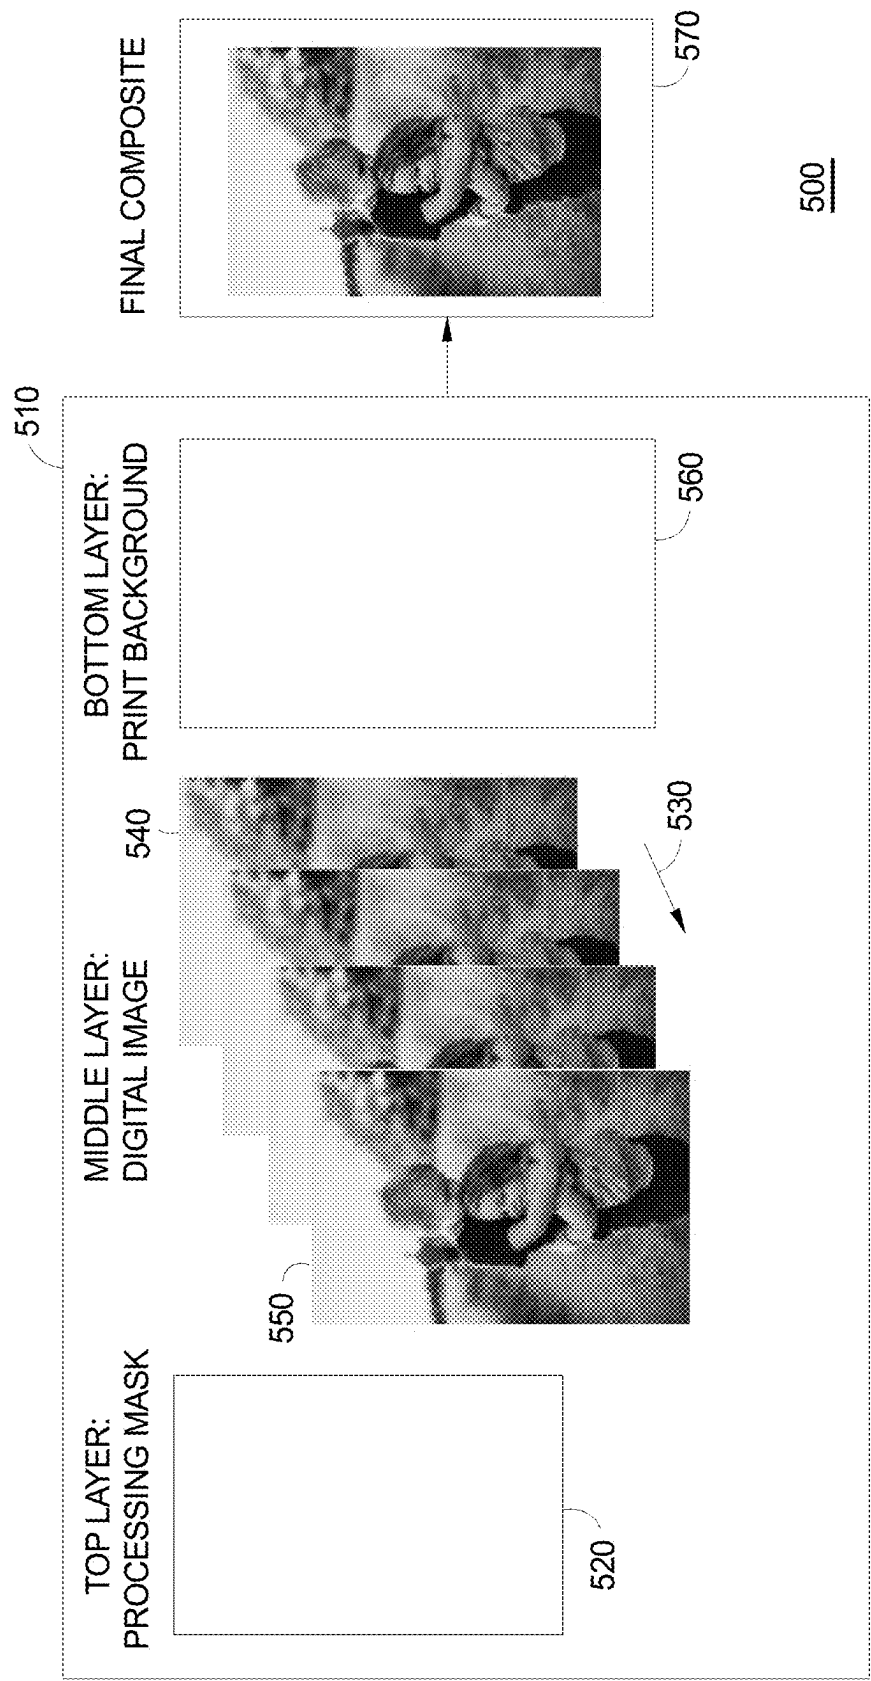 510
TOP LAYER:
PROCESSING MASK
520
MIDDLE LAYER:
DIGITAL IMAGE
540
550
530
BOTTOM LAYER:
PRINT BACKGROUND
560
FINAL COMPOSITE
570
500